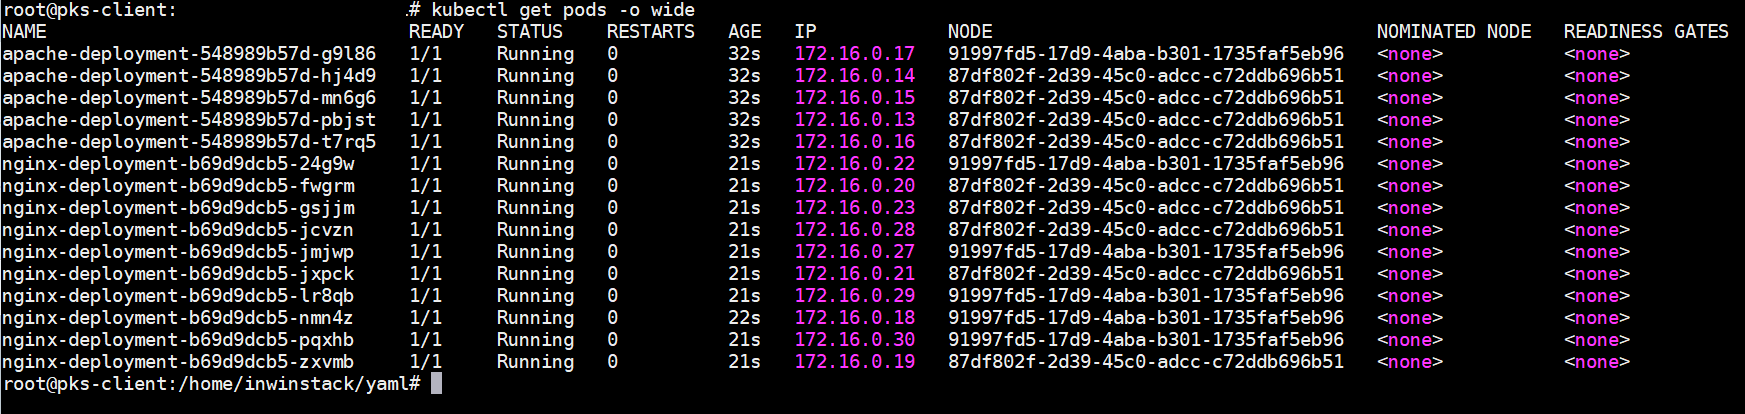 root@pks-client: .# kubectl get pods -o wide
NAME READY STATUS RESTARTS AGE IP NODE NOMINATED NODE READINESS GATES
apache-deployment-548989b57d-g9l86 1/1 Running 0 32s 172.16.0.17 91997fd5-17d9-4aba-b301-1735faf5eb96 <none> <none>
apache-deployment-548989b57d-hj4d9 1/1 Running 0 32s 172.16.0.14 87df802f-2d39-45c0-adcc-c72ddb696b51 <none> <none>
apache-deployment-548989b57d-mn6g6 1/1 Running 0 32s 172.16.0.15 87df802f-2d39-45c0-adcc-c72ddb696b51 <none> <none>
apache-deployment-548989b57d-pbjst 1/1 Running 0 32s 172.16.0.13 87df802f-2d39-45c0-adcc-c72ddb696b51 <none> <none>
apache-deployment-548989b57d-t7rq5 1/1 Running 0 32s 172.16.0.16 87df802f-2d39-45c0-adcc-c72ddb696b51 <none> <none>
nginx-deployment-b69d9dcb5-24g9w 1/1 Running 0 21s 172.16.0.22 91997fd5-17d9-4aba-b301-1735faf5eb96 <none> <none>
nginx-deployment-b69d9dcb5-fwgrm 1/1 Running 0 21s 172.16.0.20 87df802f-2d39-45c0-adcc-c72ddb696b51 <none> <none>
nginx-deployment-b69d9dcb5-gsjjm 1/1 Running 0 21s 172.16.0.23 87df802f-2d39-45c0-adcc-c72ddb696b51 <none> <none>
nginx-deployment-b69d9dcb5-jcvzn 1/1 Running 0 21s 172.16.0.28 87df802f-2d39-45c0-adcc-c72ddb696b51 <none> <none>
nginx-deployment-b69d9dcb5-jmjwp 1/1 Running 0 21s 172.16.0.27 91997fd5-17d9-4aba-b301-1735faf5eb96 <none> <none>
nginx-deployment-b69d9dcb5-jxpck 1/1 Running 0 21s 172.16.0.21 87df802f-2d39-45c0-adcc-c72ddb696b51 <none> <none>
nginx-deployment-b69d9dcb5-lr8qb 1/1 Running 0 21s 172.16.0.29 91997fd5-17d9-4aba-b301-1735faf5eb96 <none> <none>
nginx-deployment-b69d9dcb5-nmn4z 1/1 Running 0 22s 172.16.0.18 91997fd5-17d9-4aba-b301-1735faf5eb96 <none> <none>
nginx-deployment-b69d9dcb5-pqxhb 1/1 Running 0 21s 172.16.0.30 91997fd5-17d9-4aba-b301-1735faf5eb96 <none> <none>
nginx-deployment-b69d9dcb5-zxvmb 1/1 Running 0 21s 172.16.0.19 87df802f-2d39-45c0-adcc-c72ddb696b51 <none> <none>
root@pks-client:/home/inwinstack/yaml#